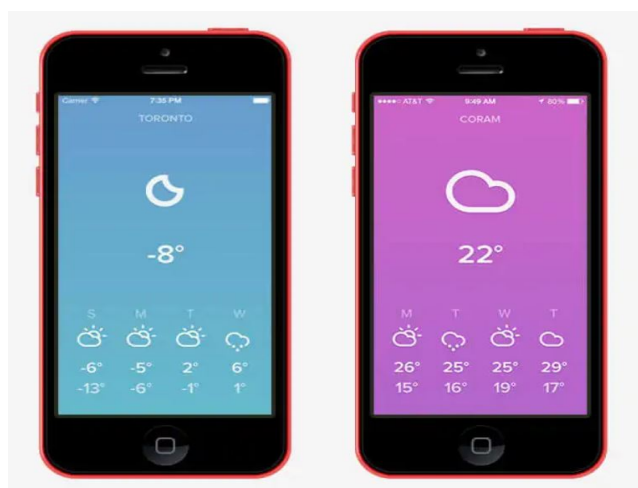 Carrier 7:36 PM
TORONTO
-8°
S M T W
-6° -5° 2° 6°
-13° -6° -1° 1°
AT&T 9:49 AM 80%
CORAM
22°
M T W T
26° 25° 25° 29°
15° 16° 19° 17°